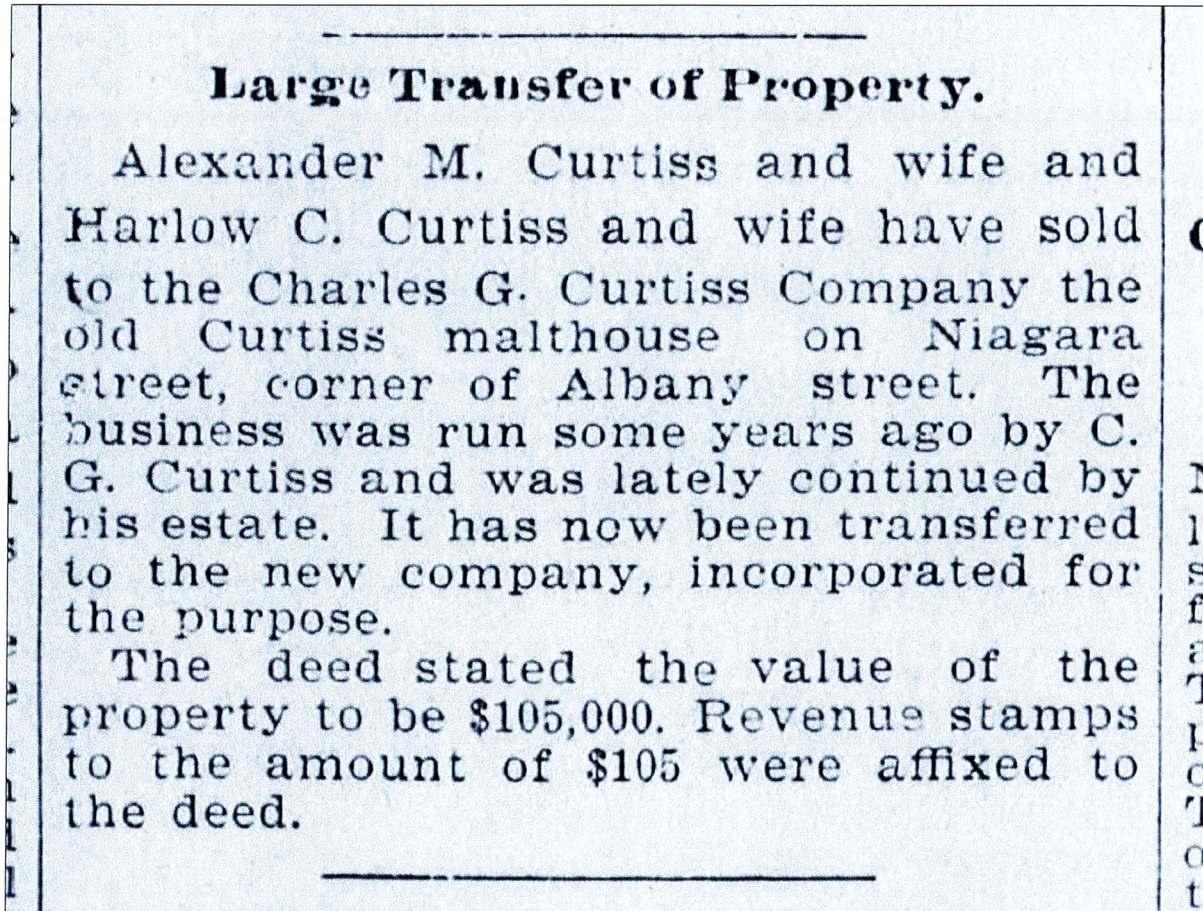 Large Transfer of Property.
Alexander M. Curtiss and wife and
Harlow C. Curtiss and wife have sold
to the Charles G. Curtiss Company the
old Curtiss malthouse on Niagara
street, corner of Albany street. The
business was run some years ago by C.
G. Curtiss and was lately continued by
his estate. It has now been transferred
to the new company, incorporated for
the purpose.
The deed stated the value of the
property to be $105,000. Revenue stamps
to the amount of $105 were affixed to
the deed.